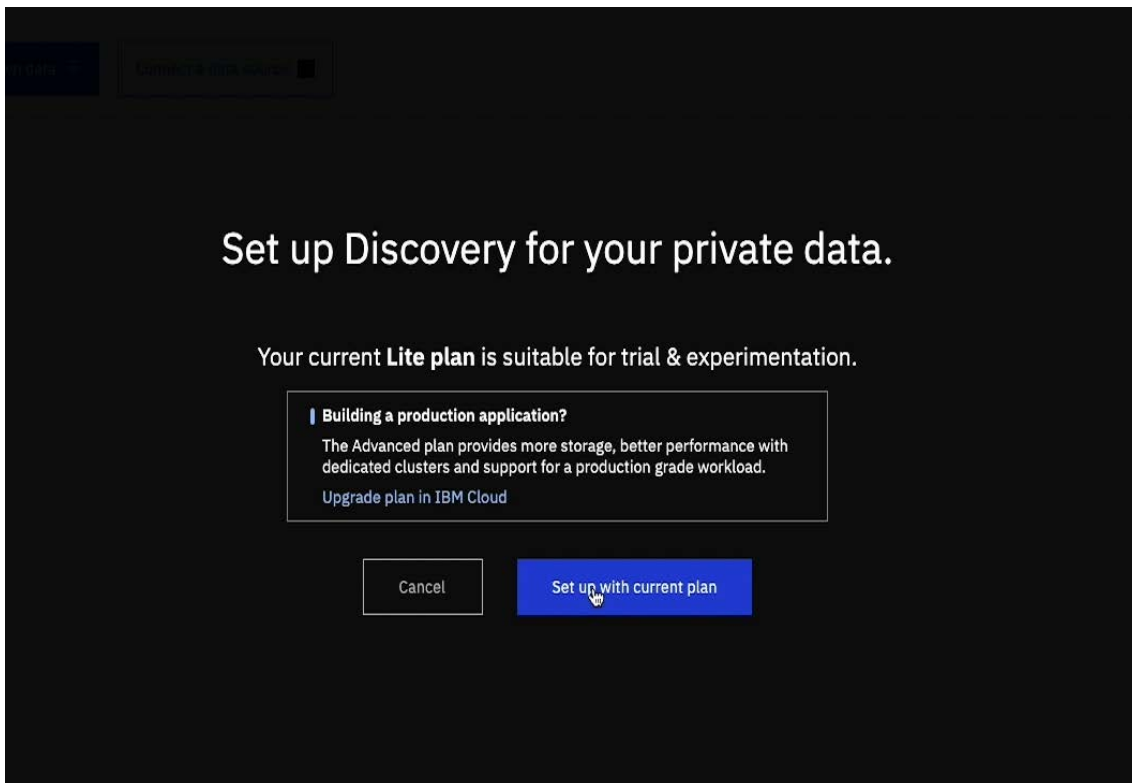 Set up Discovery for your private data.
Your current Lite plan is suitable for trial & experimentation.
Building a production application?
The Advanced plan provides more storage, better performance with
dedicated clusters and support for a production grade workload.
Upgrade plan in IBM Cloud
Cancel
Set up with current plan